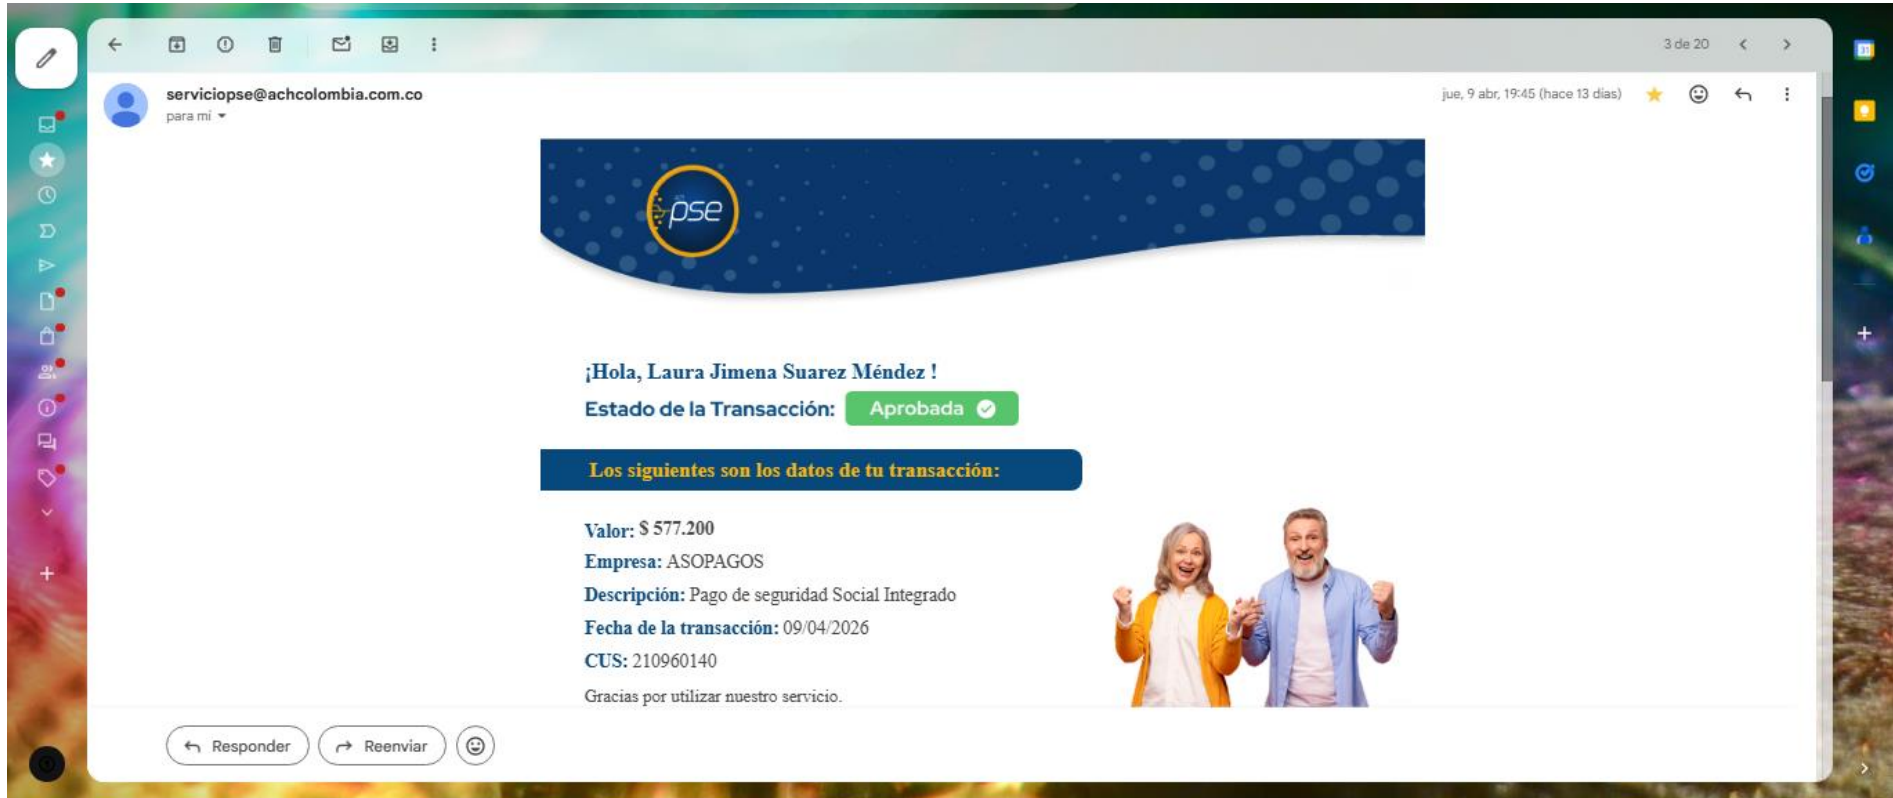 3 de 20
serviciopse@achcolombia.com.co
jue, 9 abr, 19:45 (hace 13 días)
para mí
pse
¡Hola, Laura Jimena Suarez Méndez !
Estado de la Transacción: Aprobada
Los siguientes son los datos de tu transacción:
Valor: $ 577.200
Empresa: ASOPAGOS
Descripción: Pago de seguridad Social Integrado
Fecha de la transacción: 09/04/2026
CUS: 210960140
Gracias por utilizar nuestro servicio.
Responder
Reenviar